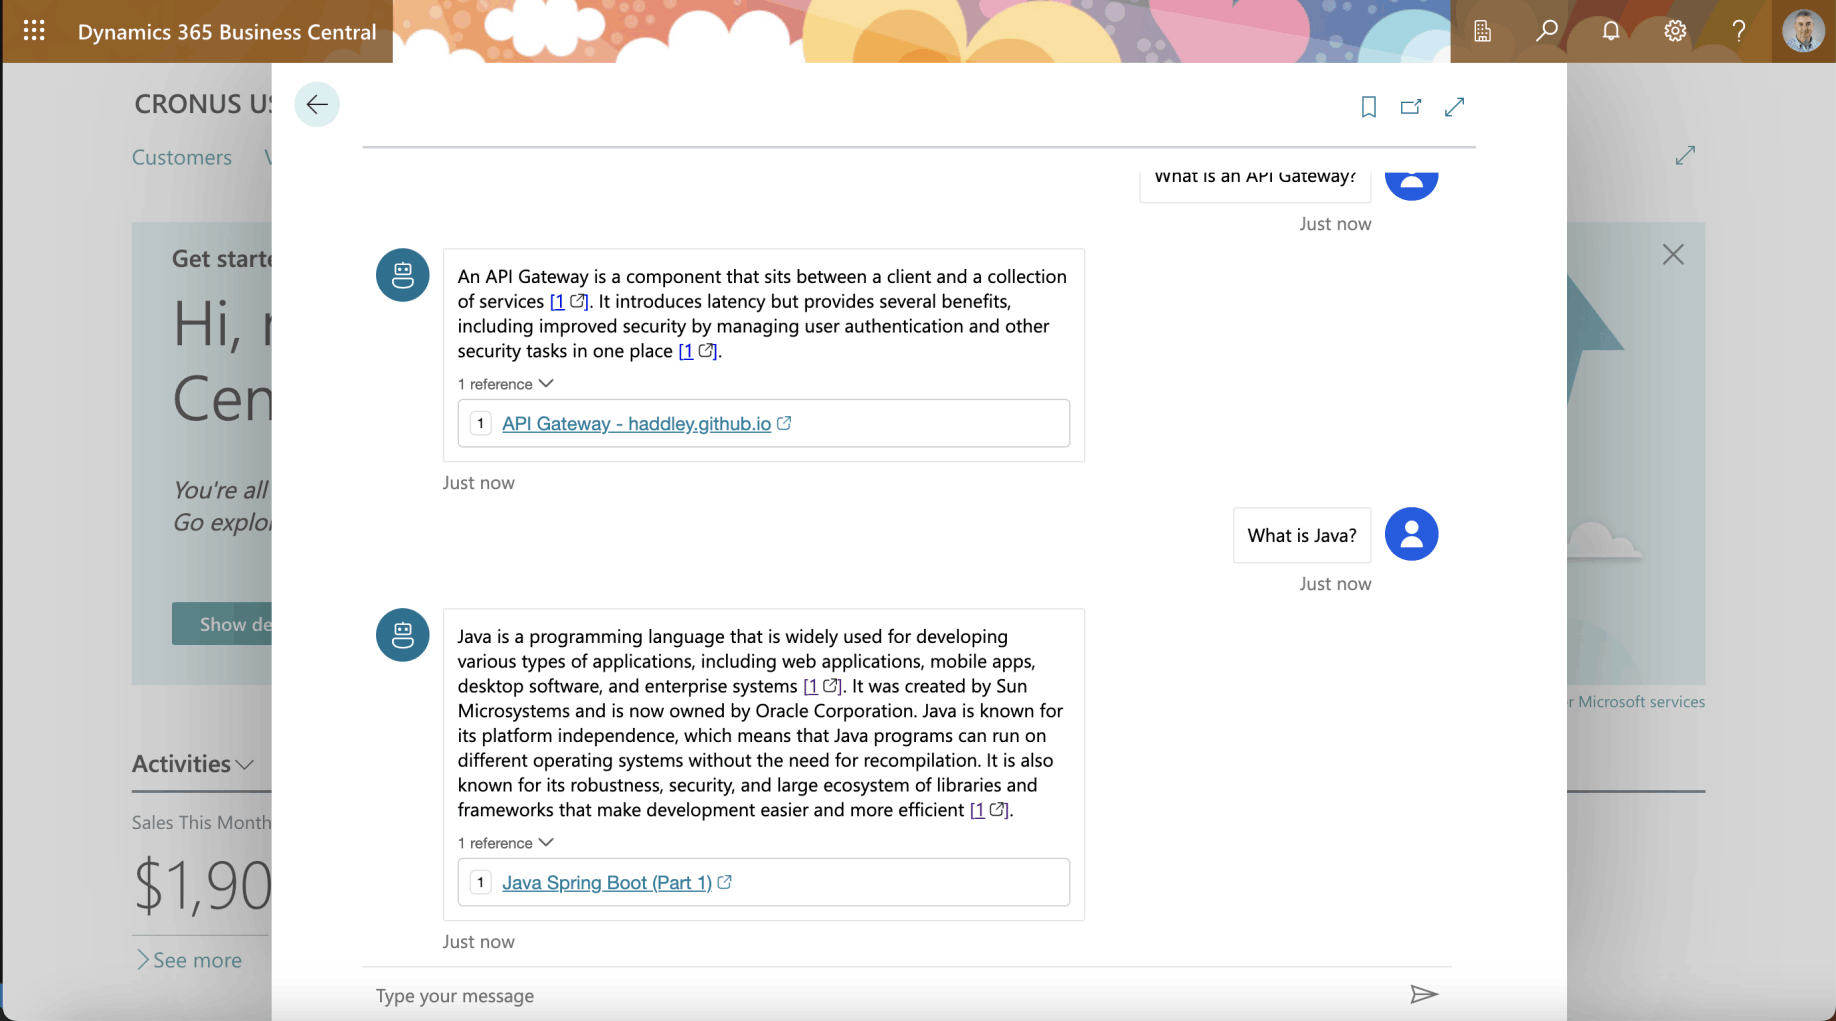 Dynamics 365 Business Central
CRONUS US
Customers
What is an API Gateway?
Just now
Get starte
Hi,
Cen
You're all
Go explor
Show de
An API Gateway is a component that sits between a client and a collection
of services [1]. It introduces latency but provides several benefits,
including improved security by managing user authentication and other
security tasks in one place [1].
1 reference
1 API Gateway - haddley.github.io
Just now
What is Java?
Just now
Java is a programming language that is widely used for developing
various types of applications, including web applications, mobile apps,
desktop software, and enterprise systems [1]. It was created by Sun
Microsystems and is now owned by Oracle Corporation. Java is known for
its platform independence, which means that Java programs can run on
different operating systems without the need for recompilation. It is also
known for its robustness, security, and large ecosystem of libraries and
frameworks that make development easier and more efficient [1].
1 reference
1 Java Spring Boot (Part 1)
Just now
r Microsoft services
Activities
Sales This Month
$1,90
See more
Type your message